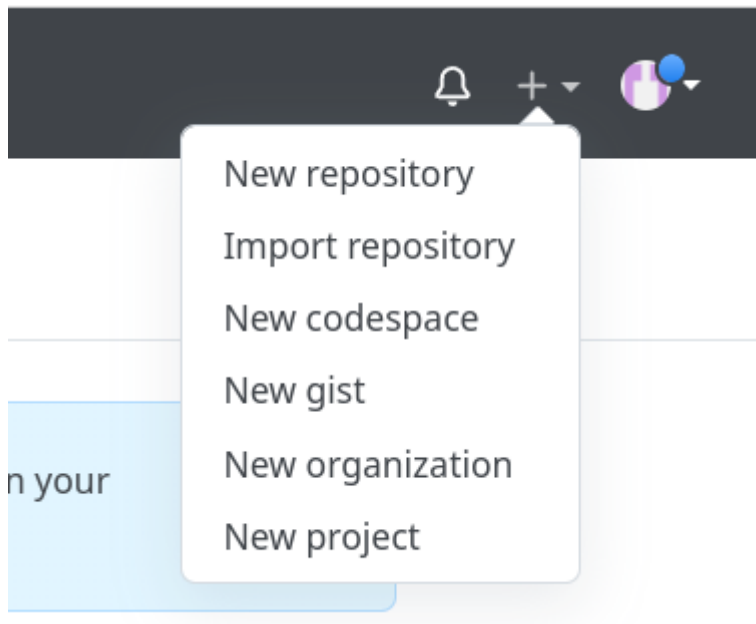 New repository
Import repository
New codespace
New gist
New organization
n your
New project